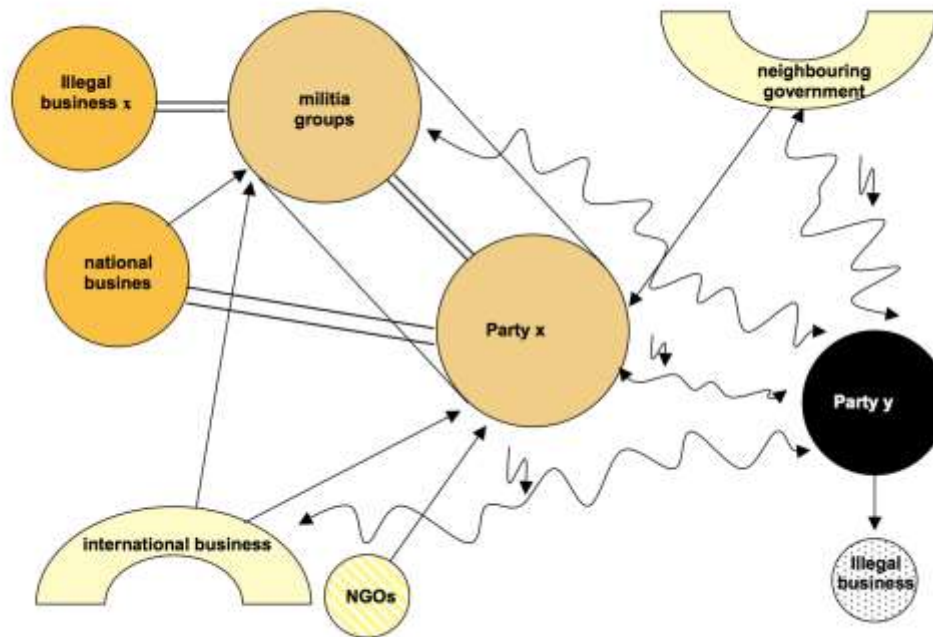 Illegal
business x
militia
groups
neighbouring
government
national
busines
Party x
Party y
international business
NGOs
Illegal
business